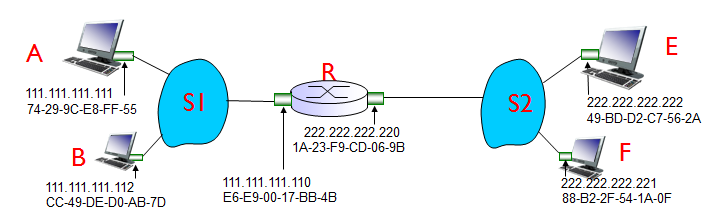 A
111.111.111.111
74-29-9C-E8-FF-55
B
111.111.111.112
CC-49-DE-D0-AB-7D
S1
R
111.111.111.110
E6-E9-00-17-BB-4B
222.222.222.220
1A-23-F9-CD-06-9B
S2
E
222.222.222.222
49-BD-D2-C7-56-2A
F
222.222.222.221
88-B2-2F-54-1A-0F